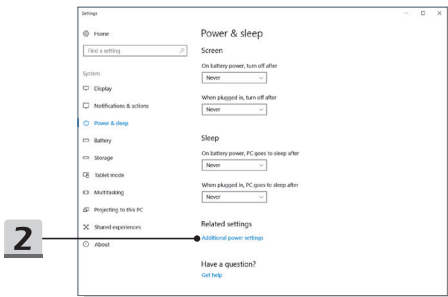 Settings
Home
Find a setting
System
Display
Notifications & actions
Power & sleep
Battery
Storage
Tablet mode
Multitasking
Projecting to this PC
Shared experiences
About
Power & sleep
Screen
On battery power, turn off after
Never
When plugged in, turn off after
Never
Sleep
On battery power, PC goes to sleep after
Never
When plugged in, PC goes to sleep after
Never
Related settings
Additional power settings
Have a question?
Get help
2